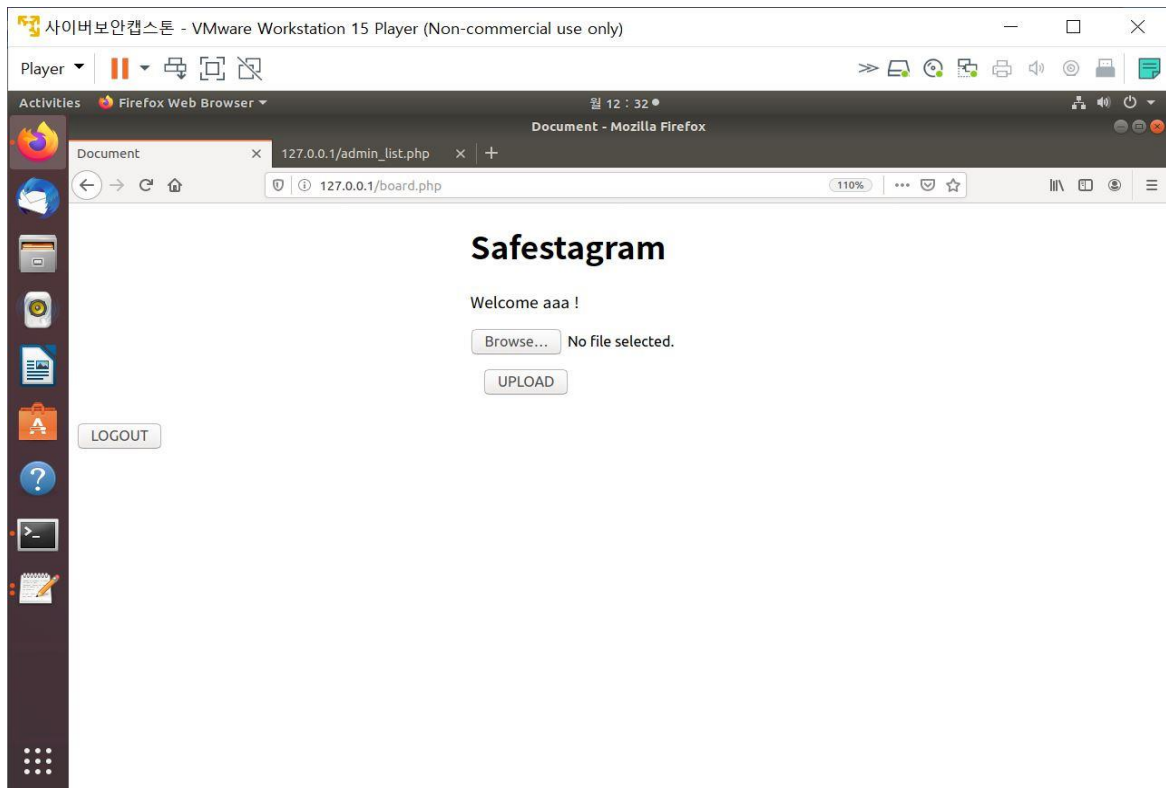 사이버보안캡스톤 - VMware Workstation 15 Player (Non-commercial use only)
Player
Activities Firefox Web Browser 월 12 : 32
Document - Mozilla Firefox
Document 127.0.0.1/admin_list.php
127.0.0.1/board.php 110%
Safestagram
Welcome aaa !
Browse... No file selected.
UPLOAD
LOGOUT